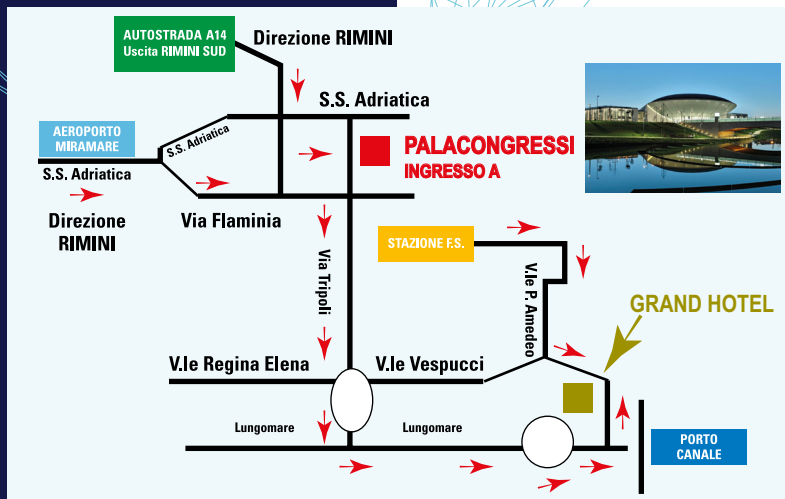 AUTOSTRADA A14
Uscita RIMINI SUD
Direzione RIMINI
S.S. Adriatica
AEROPORTO
MIRAMARE
S.S. Adriatica
S.S. Adriatica
PALACONGRESSI
INGRESSO A
Direzione
RIMINI
Via Flaminia
STAZIONE F.S.
Via Tripoli
V.le P. Amedeo
GRAND HOTEL
V.le Regina Elena
V.le Vespucci
Lungomare
Lungomare
PORTO
CANALE